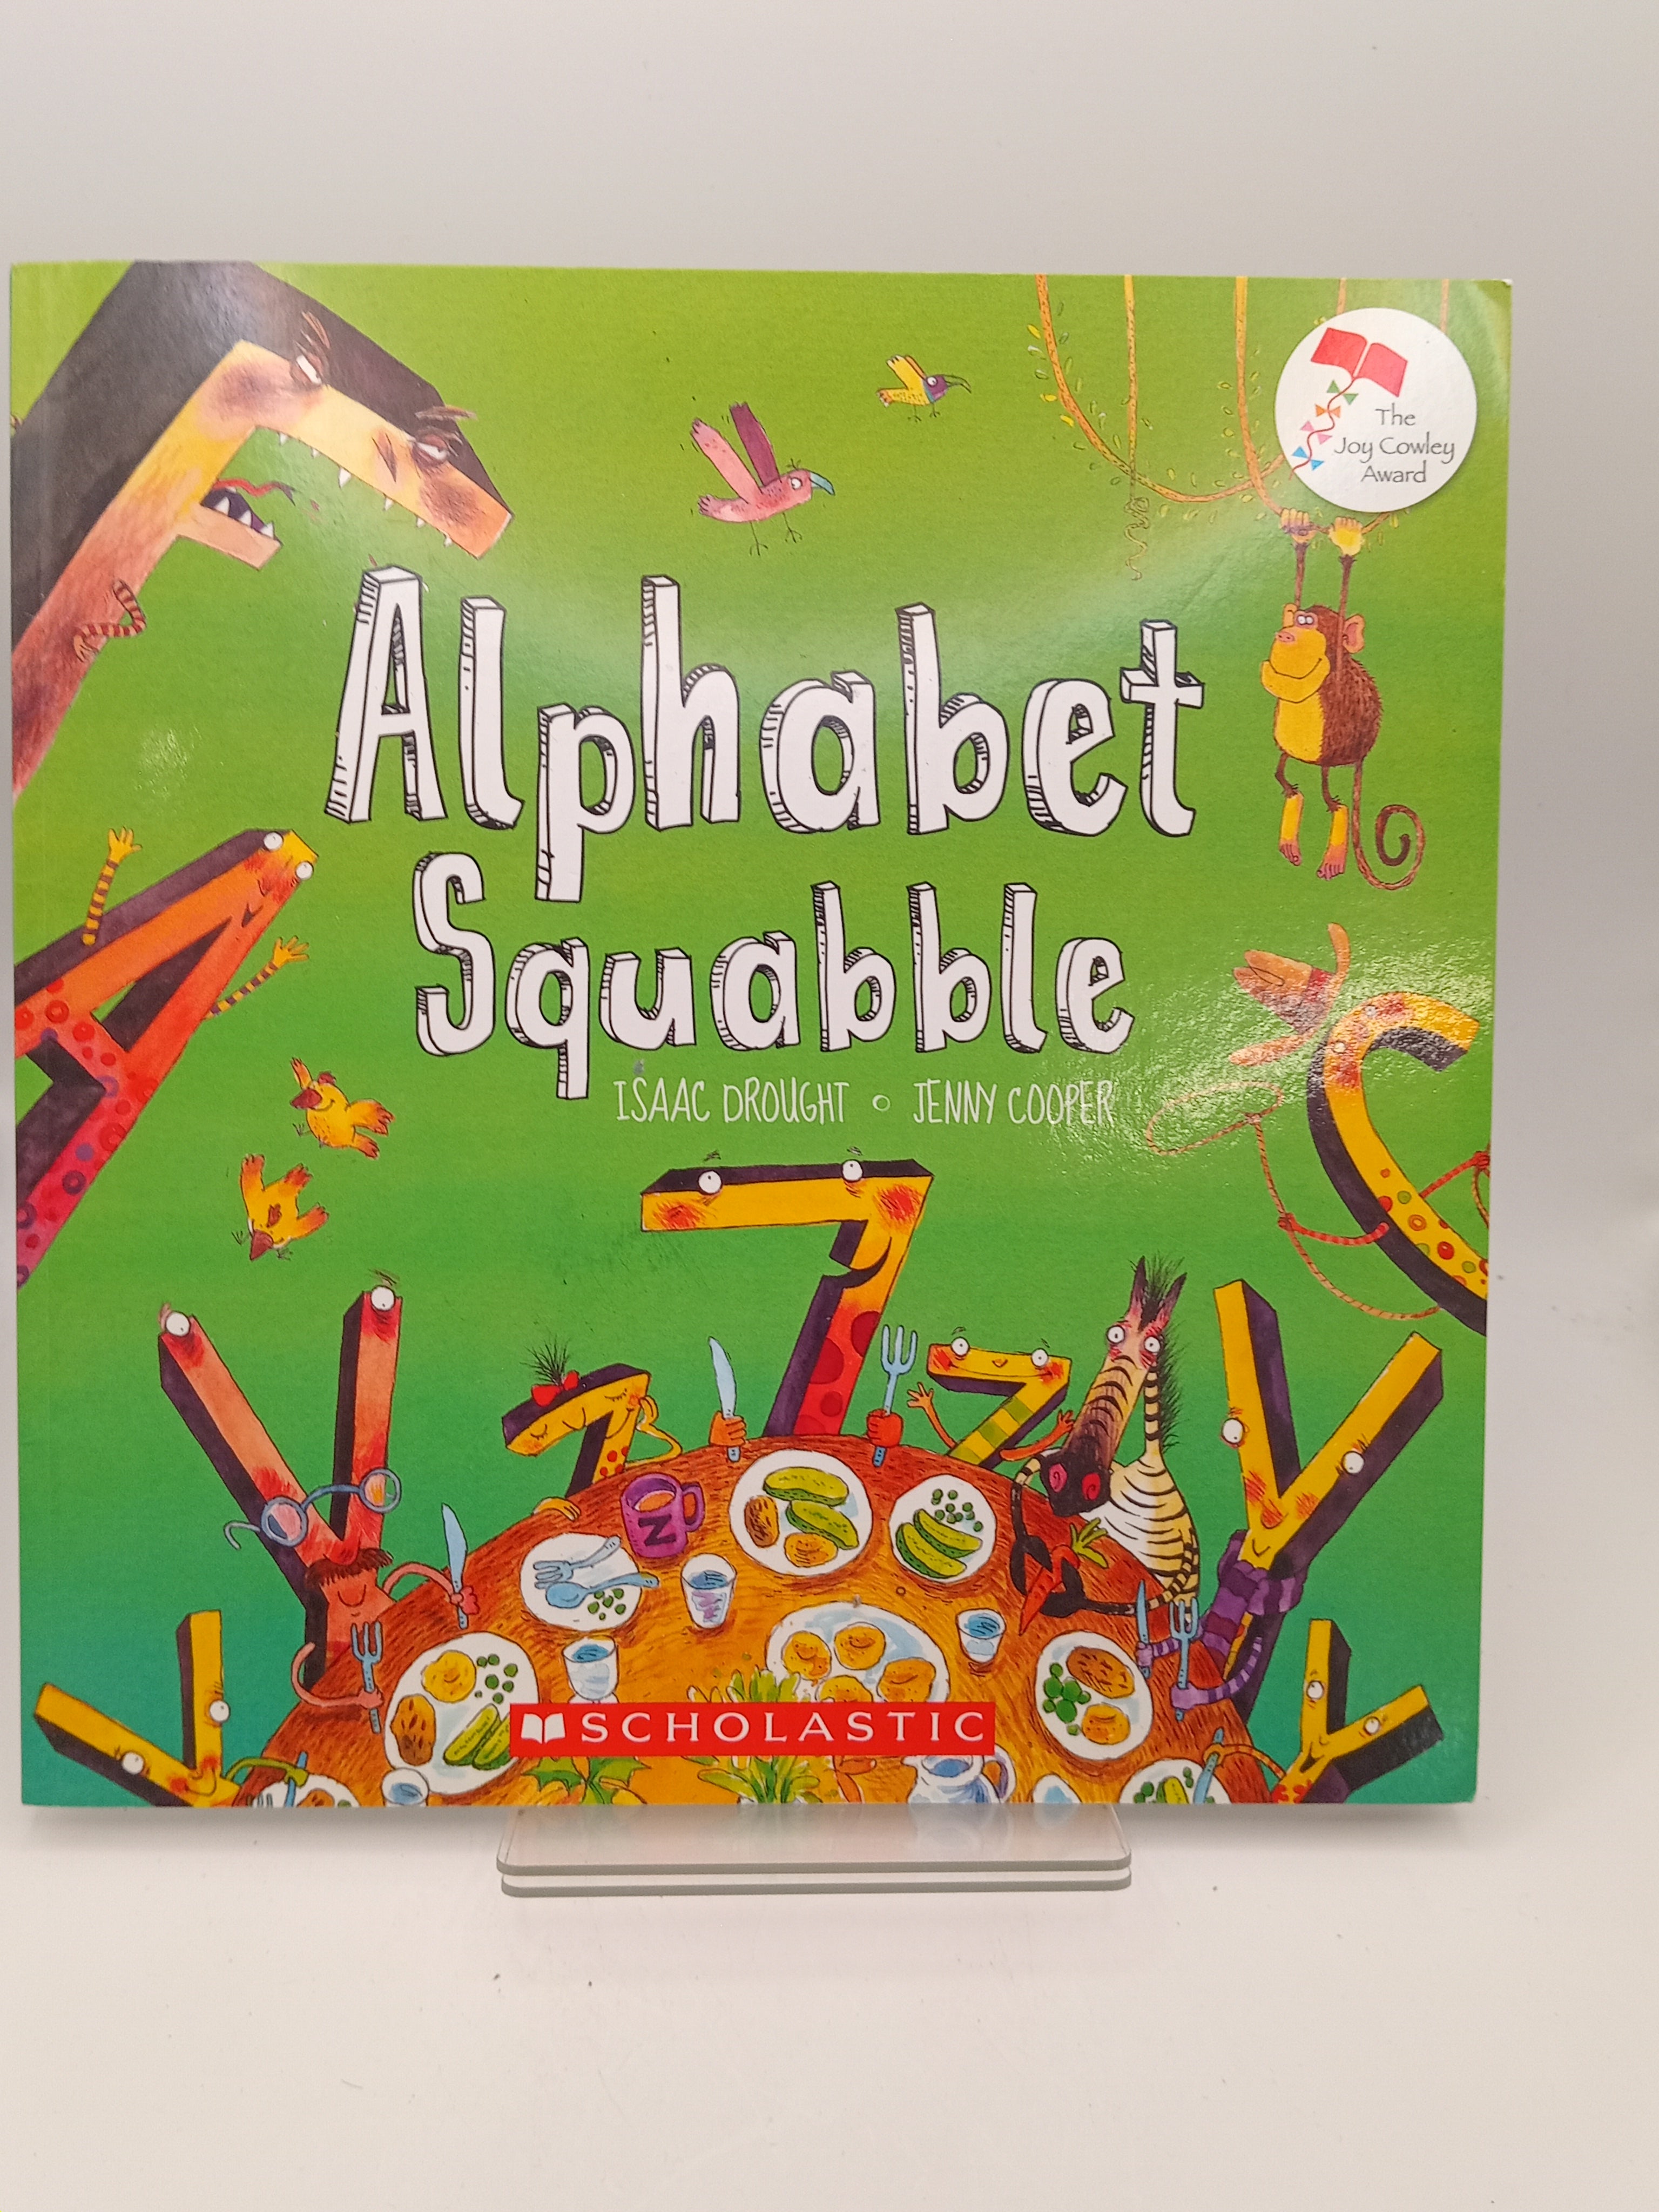 The
Joy Cowley
Award
Alphabet
Squabble
ISAAC DROUGHT • JENNY COOPER
Z
SCHOLASTIC